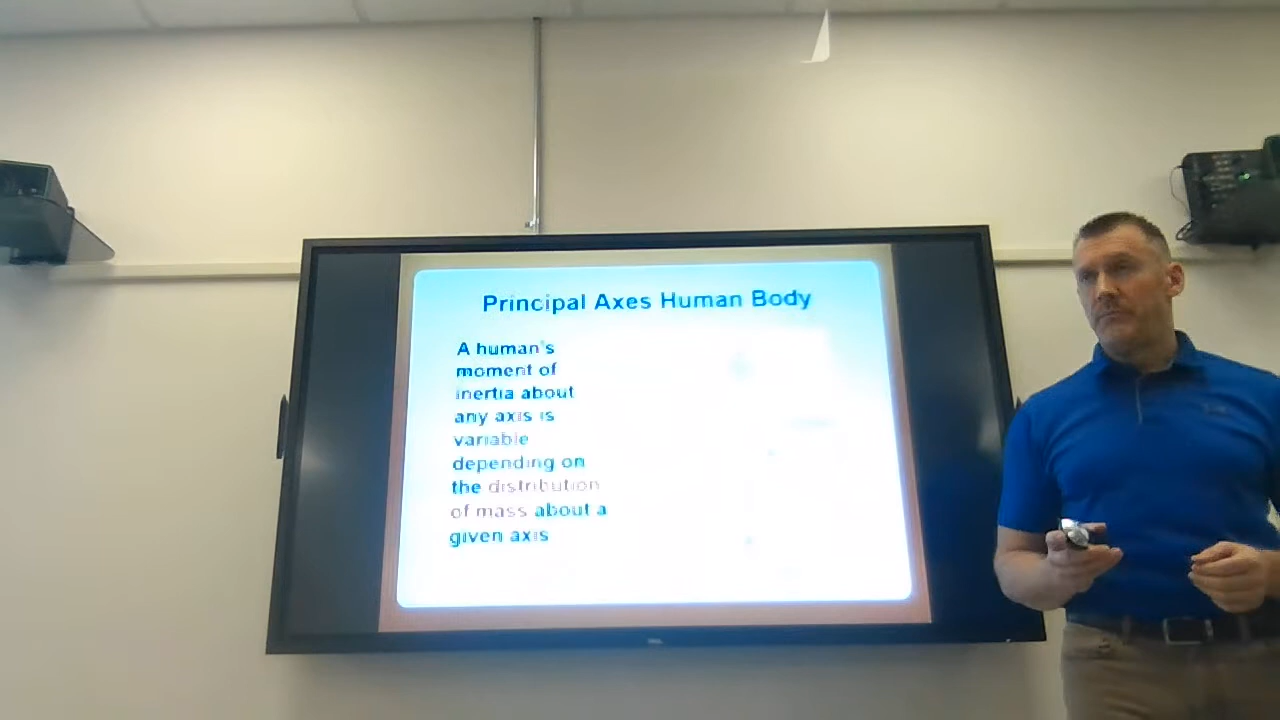 Principal Axes Human Body
A human's
moment of
inertia about
any axis is
variable
depending on
the distribution
of mass about a
given axis